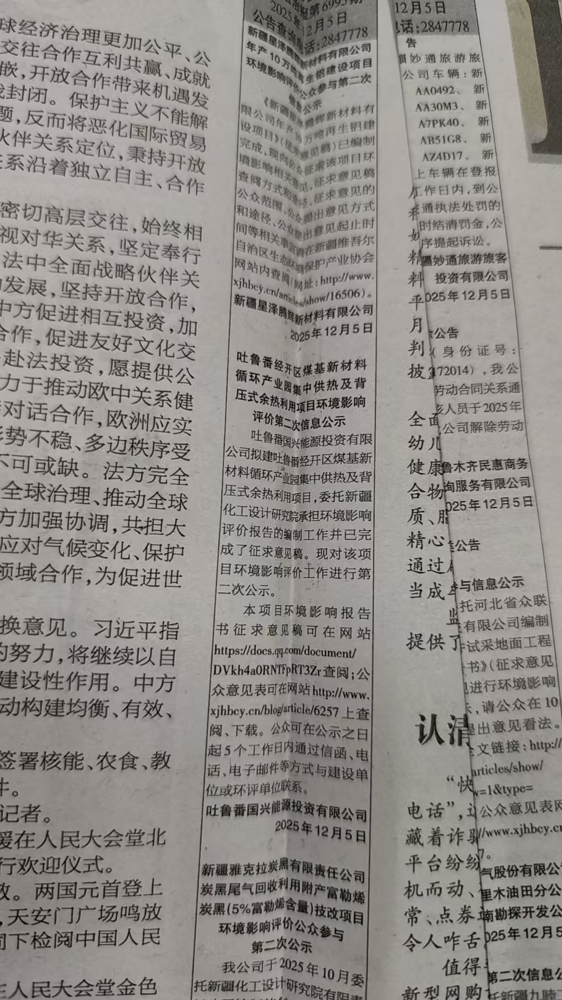 球经济治理更加公平、公
交往合作互利共赢、成就
嵌,开放合作带来机遇发
封闭。保护主义不能解
题,反而将恶化国际贸易
伙伴关系定位,秉持开放
关系沿着独立自主、合作
密切高层交往,始终相
视对华关系,坚定奉行
法中全面战略伙伴关
发展,坚持开放合作,
中方促进相互投资,加
合作,促进友好文化交
赴法投资,愿提供公
力于推动欧中关系健
对话合作,欧洲应实
形势不稳、多边秩序受
不可或缺。法方完全
全球治理、推动全球
方加强协调,共担大
应对气候变化、保护
领域合作,为促进世
换意见。习近平指
的努力,将继续以自
建设性作用。中方
动构建均衡、有效、
签署核能、农食、教
件。
记者。
在人民大会堂北
行欢迎仪式。
两国元首登上
,天安门广场鸣放
下检阅中国人民
人民大会堂金色
报第6995期
2025年12月5日
公告查询电话:2847778
新疆星泽腾辉新材料有限公司
年产10万吨再生铝建设项目
环境影响评价公众参与第二次
信息公示
《新疆星泽腾辉新材料有
限公司年产10万吨再生铝建
设项目》(征求意见稿)已编制
完成,现向公众征求该项目环
境影响相关意见,征求意见稿
查阅方式和途径、征求意见的
公众范围、公众提出意见方式
和途径、公众提出意见起止时
间等相关事宜请在新疆维吾尔
自治区生态环境保护产业协会
网站内查阅(网址:http://www.
xjhbcy.cn/articles/show/16506)。
新疆星泽腾辉新材料有限公司
2025年12月5日
吐鲁番经开区煤基新材料
循环产业园集中供热及背
压式余热利用项目环境影响
评价第二次信息公示
吐鲁番国兴能源投资有限
公司拟建吐鲁番经开区煤基新
材料循环产业园集中供热及背
压式余热利用项目,委托新疆
化工设计研究院承担环境影响
评价报告的编制工作并已完
成了征求意见稿。现对该项
目环境影响评价工作进行第
二次公示。
本项目环境影响报告
书征求意见稿可在网站
https://docs.qq.com/document/
DVkh4a0RNTFpRT3Zr查阅;公
众意见表可在网站http://www.
xjhbcy.cn/blog/article/6257上查
阅、下载。公众可在公示之日
起5个工作日内通过信函、电
话、电子邮件等方式与建设单
位或环评单位联系。
吐鲁番国兴能源投资有限公司
2025年12月5日
新疆雅克拉炭黑有限责任公司
炭黑尾气回收利用附产富勒烯
炭黑(5%富勒烯含量)技改项目
环境影响评价公众参与
第二次公示
我公司于2025年10月委
托新疆化工设计研究院有限责
料
平
月
判
披
全面
幼儿
健康
合物
质、脂
精心
通过
当成
监
提供了
认清
“快
电话”,
藏着诈骗
平台纷纷
机而动、
常、点券
令人咋舌
值得
新型网购
12月5日
话:2847778
告
妙通旅游旅
公司车辆:新
AA0492、新
AA30M3、新
A7PK40、新
AB51G8、新
AZ4D17、新
上车辆在登报
工作日内,到公
通执法处罚的
时结清罚金,公
序提起诉讼。
疆妙通旅游旅客
投资有限公司
025年12月5日
公告
(身份证号:
172014),我公
劳动合同关系通
该人员于2025年
公司解除劳动
鲁木齐民惠商务
询服务有限公司
025年12月5日
公告
与信息公示
托河北省众联
有限公司编制
试采地面工程
书》(征求意见
进行环境影响
,请公众在10
提出意见看法。
全文链接:http://
articles/show/
w=1&type=
公众意见表网
//www.xjhbcy.cn
7。
气股份有限公
里木油田分公
南勘探开发公
025年12月5
第二次信息公
托新疆九睦